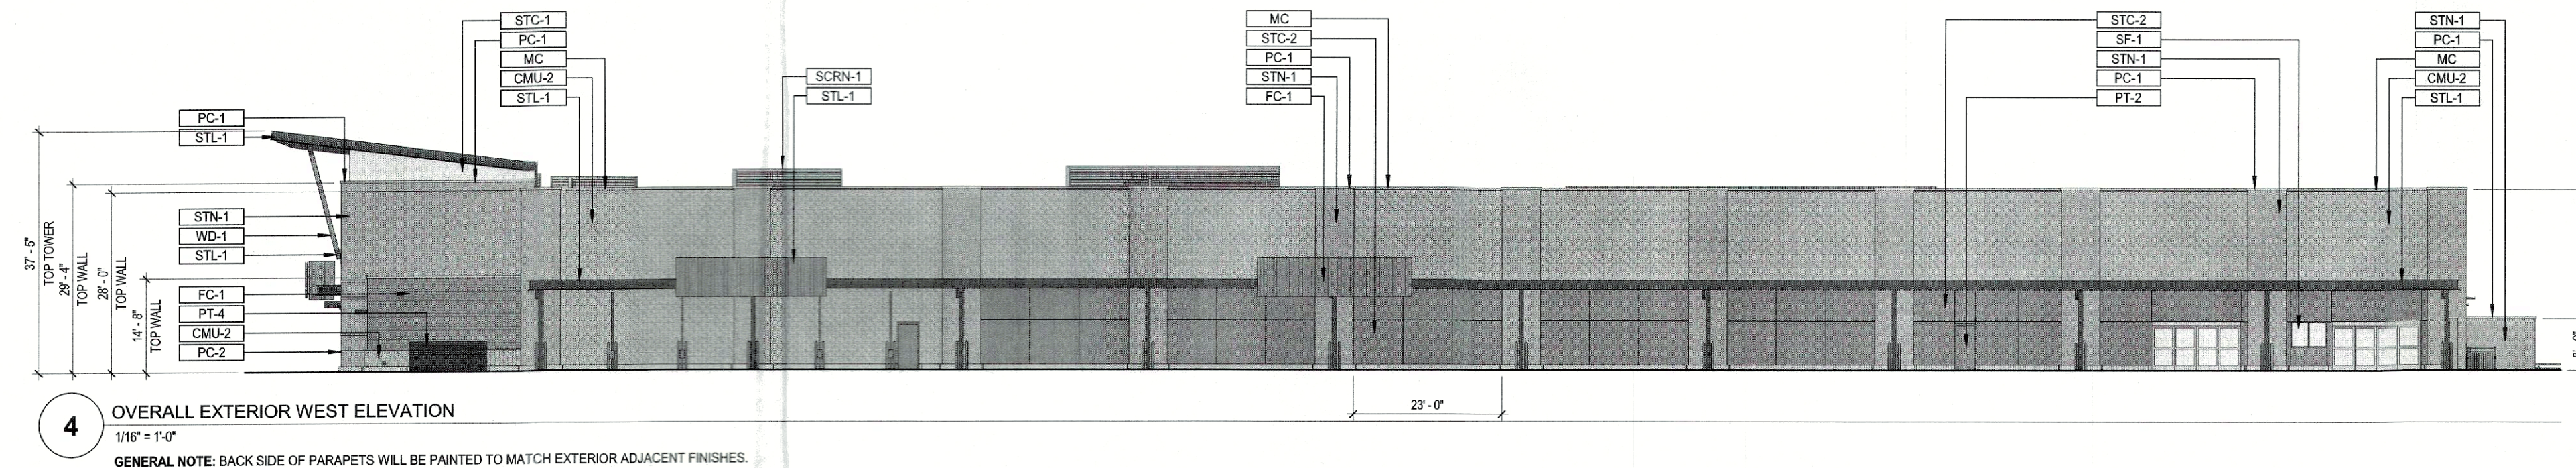 STC-1
PC-1
MC
CMU-2
STL-1
SCRN-1
STL-1
MC
STC-2
PC-1
STN-1
FC-1
STC-2
SF-1
STN-1
PC-1
PT-2
STN-1
PC-1
MC
CMU-2
STL-1
PC-1
STL-1
STN-1
WD-1
STL-1
FC-1
PT-4
CMU-2
PC-2
37' - 5"
TOP TOWER
29' - 4"
TOP WALL
28' - 0"
TOP WALL
14' - 8"
TOP WALL
23' - 0"
4
OVERALL EXTERIOR WEST ELEVATION
1/16" = 1'-0"
GENERAL NOTE: BACK SIDE OF PARAPETS WILL BE PAINTED TO MATCH EXTERIOR ADJACENT FINISHES.